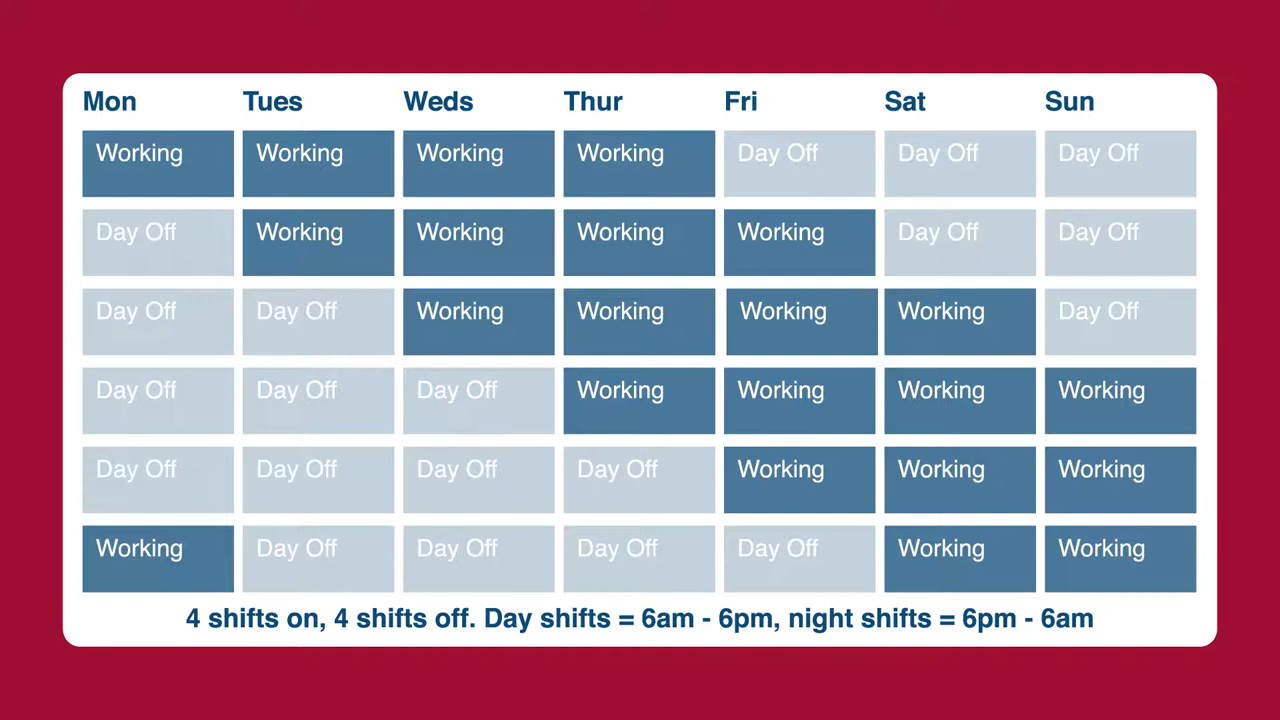 Mon Tues Weds Thur Fri Sat Sun
Working Working Working Working Day Off Day Off Day Off
Day Off Working Working Working Working Day Off Day Off
Day Off Day Off Working Working Working Working Day Off
Day Off Day Off Day Off Working Working Working Working
Day Off Day Off Day Off Day Off Working Working Working
Working Day Off Day Off Day Off Day Off Working Working
4 shifts on, 4 shifts off. Day shifts = 6am - 6pm, night shifts = 6pm - 6am